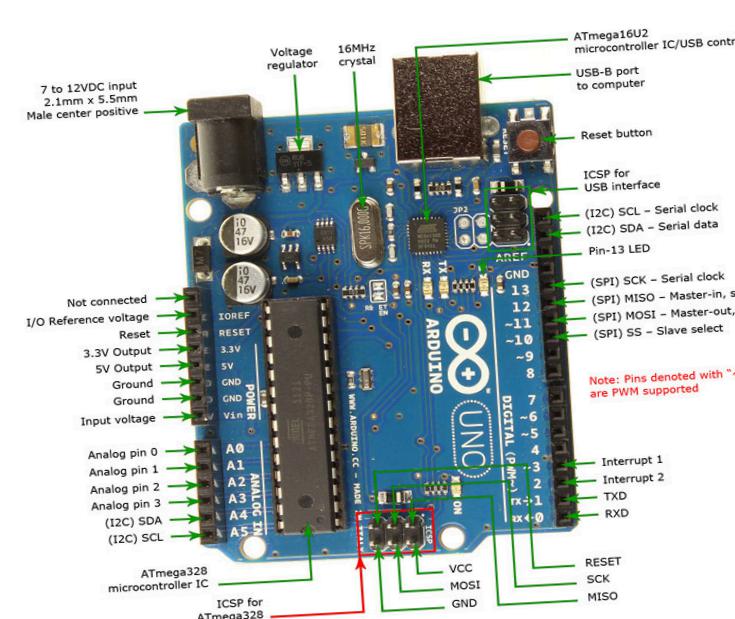 ATmega16U2
microcontroller IC/USB
Voltage
regulator
16MHz
crystal
7 to 12VDC input
2.1mm x 5.5mm
Male center positive
USB-B port
to computer
Reset button
ICSP for
USB interface
(I2C) SCL – Serial clock
(I2C) SDA – Serial data
Pin-13 LED
(SPI) SCK – Serial clock
(SPI) MISO – Master-in,
(SPI) MOSI – Master-out,
(SPI) SS – Slave select
Note: Pins denoted with "~
are PWM supported
Not connected
I/O Reference voltage
Reset
3.3V Output
5V Output
Ground
Ground
Input voltage
Analog pin 0
Analog pin 1
Analog pin 2
Analog pin 3
(I2C) SDA
(I2C) SCL
Interrupt 1
Interrupt 2
TXD
RXD
ATmega328
microcontroller IC
ICSP for
ATmega328
VCC
MOSI
GND
RESET
SCK
MISO
10
47
16V
10
47
16V
SPK16.000G
JP2
RX
TX
IOREF
RESET
3.3V
5V
GND
GND
Vin
POWER
A0
A1
A2
A3
A4
A5
ANALOG IN
AREF
GND
13
12
~11
~10
~9
8
7
~6
~5
4
~3
2
TX→1
RX←0
DIGITAL (PWM~)
ARDUINO
UNO
WWW.ARDUINO.CC – MADE
ON
ICSP